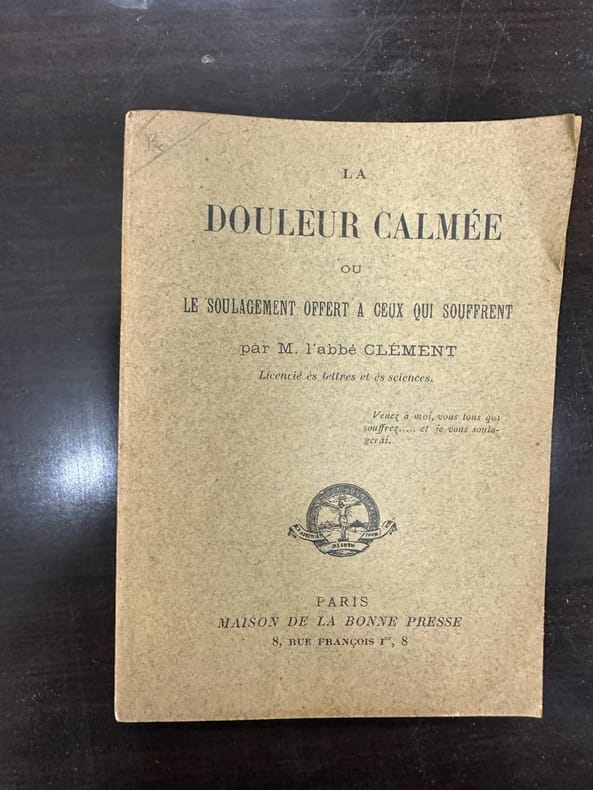 LA
DOULEUR CALMÉE
OU
LE SOULAGEMENT OFFERT A CEUX QUI SOUFFRENT
par M. l'abbé CLÉMENT
Licencié ès lettres et ès sciences.
Venez à moi, vous tous qui
souffrez..... et je vous soula-
gerai.
PARIS
MAISON DE LA BONNE PRESSE
8, RUE FRANÇOIS Iᵉʳ, 8